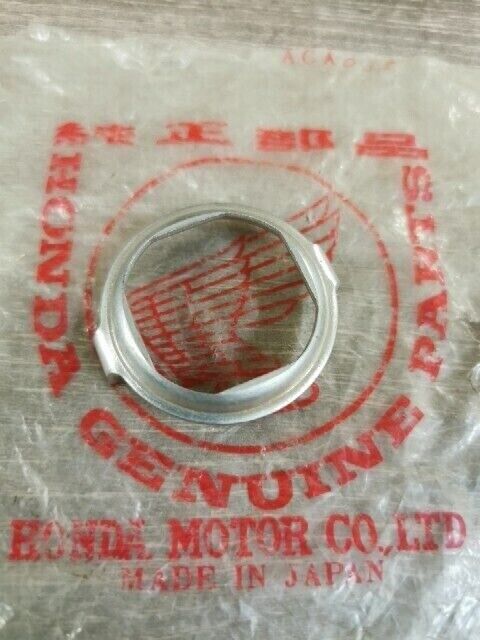 純正部品
HONDA GENUINE PARTS
HONDA MOTOR CO.,LTD
MADE IN JAPAN